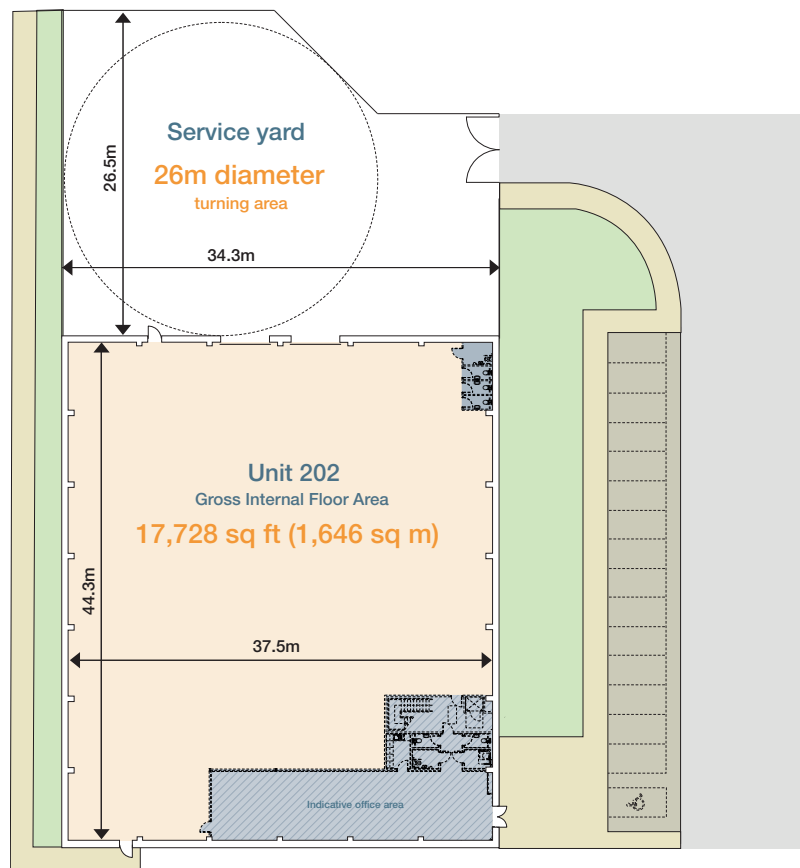 Service yard
26m diameter
turning area
26.5m
34.3m
Unit 202
Gross Internal Floor Area
17,728 sq ft (1,646 sq m)
44.3m
37.5m
Indicative office area